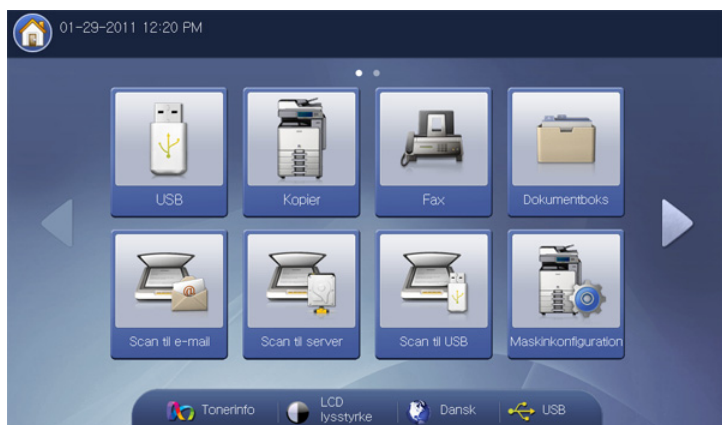 01-29-2011 12:20 PM
USB
Kopier
Fax
Dokumentboks
Scan til e-mail
Scan til server
Scan til USB
Maskinkonfiguration
Tonerinfo
LCD
lysstyrke
Dansk
USB